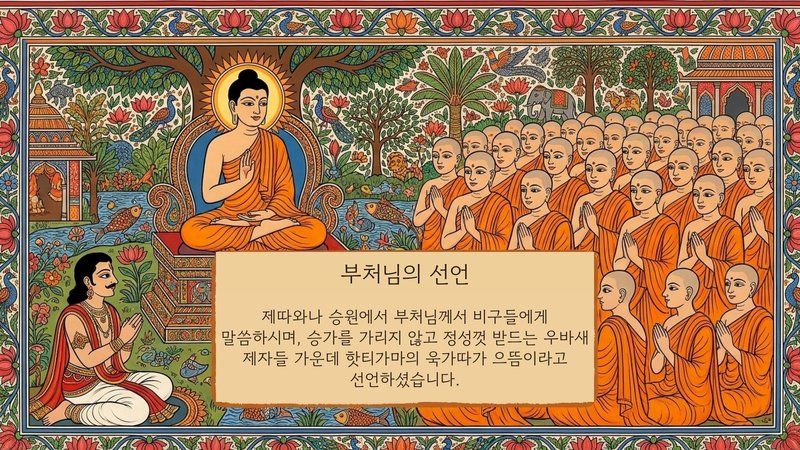 부처님의 선언
제따와나 승원에서 부처님께서 비구들에게
말씀하시며, 승가를 가리지 않고 정성껏 받드는 우바새
제자들 가운데 핫티가마의 욱가따가 으뜸이라고
선언하셨습니다.